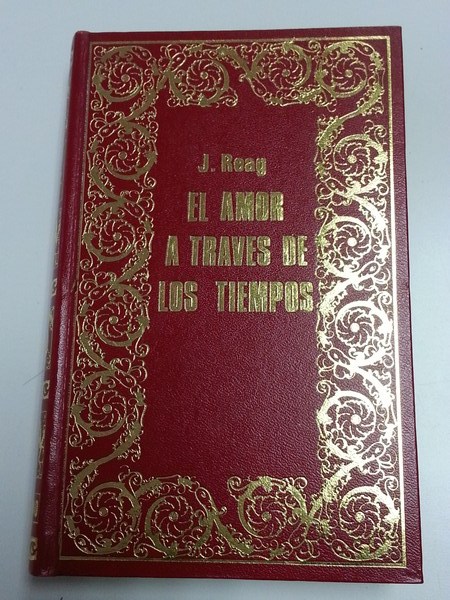 J. Reag
EL AMOR
A TRAVES DE
LOS TIEMPOS